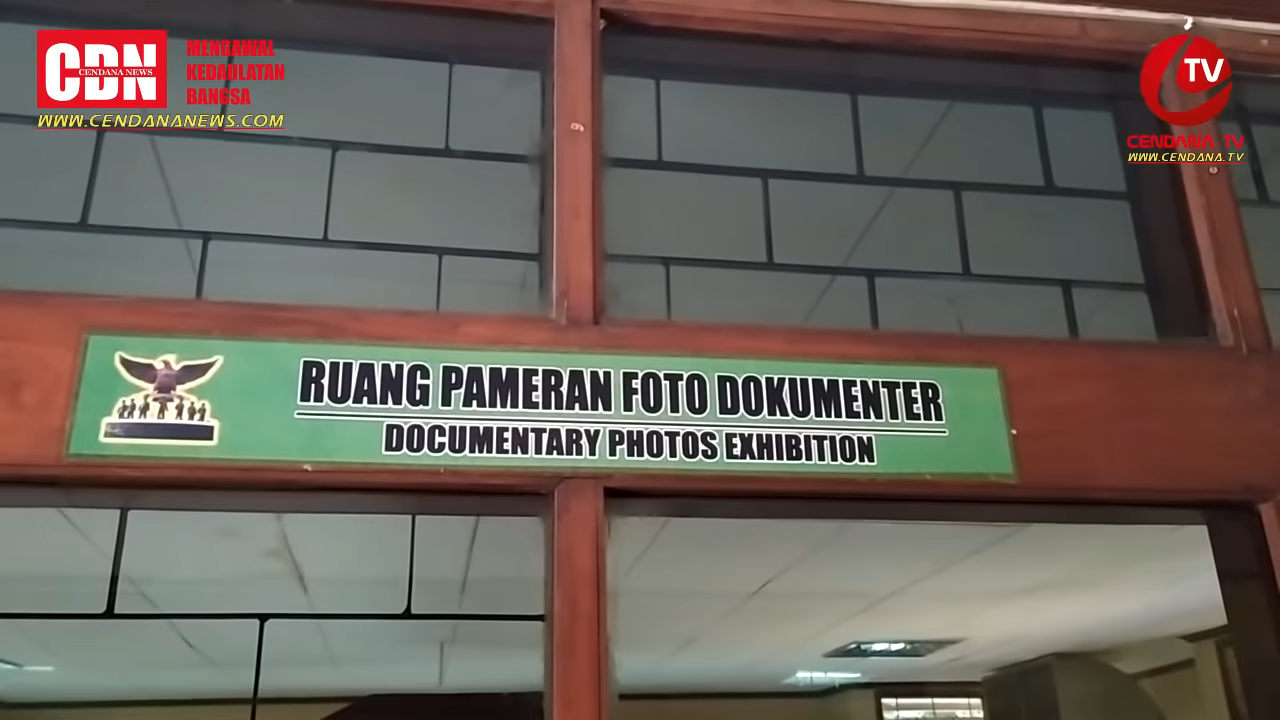 CDN
CENDANA NEWS
MENGAWAL
KEDAULATAN
BANGSA
WWW.CENDANANEWS.COM
TV
CENDANA TV
WWW.CENDANA.TV
RUANG PAMERAN FOTO DOKUMENTER
DOCUMENTARY PHOTOS EXHIBITION